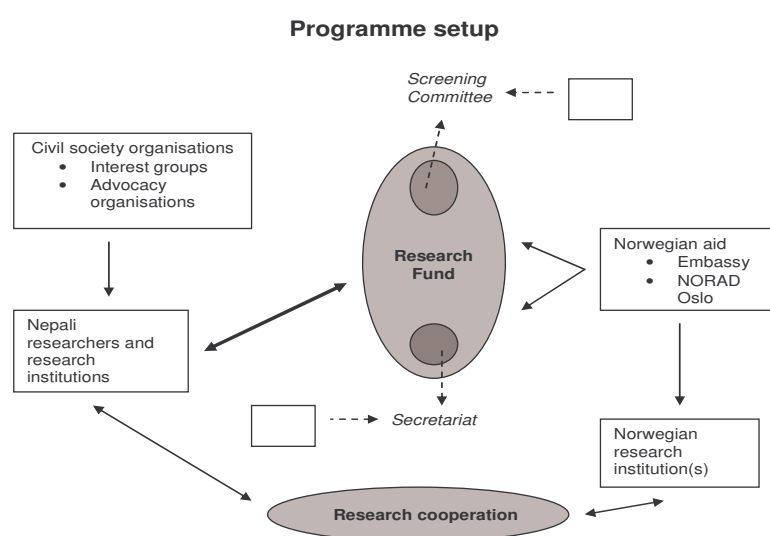 Programme setup
Screening
Committee
Civil society organisations
• Interest groups
• Advocacy
organisations
Research
Fund
Norwegian aid
• Embassy
• NORAD
Oslo
Nepali
researchers and
research
institutions
Secretariat
Norwegian
research
institution(s)
Research cooperation